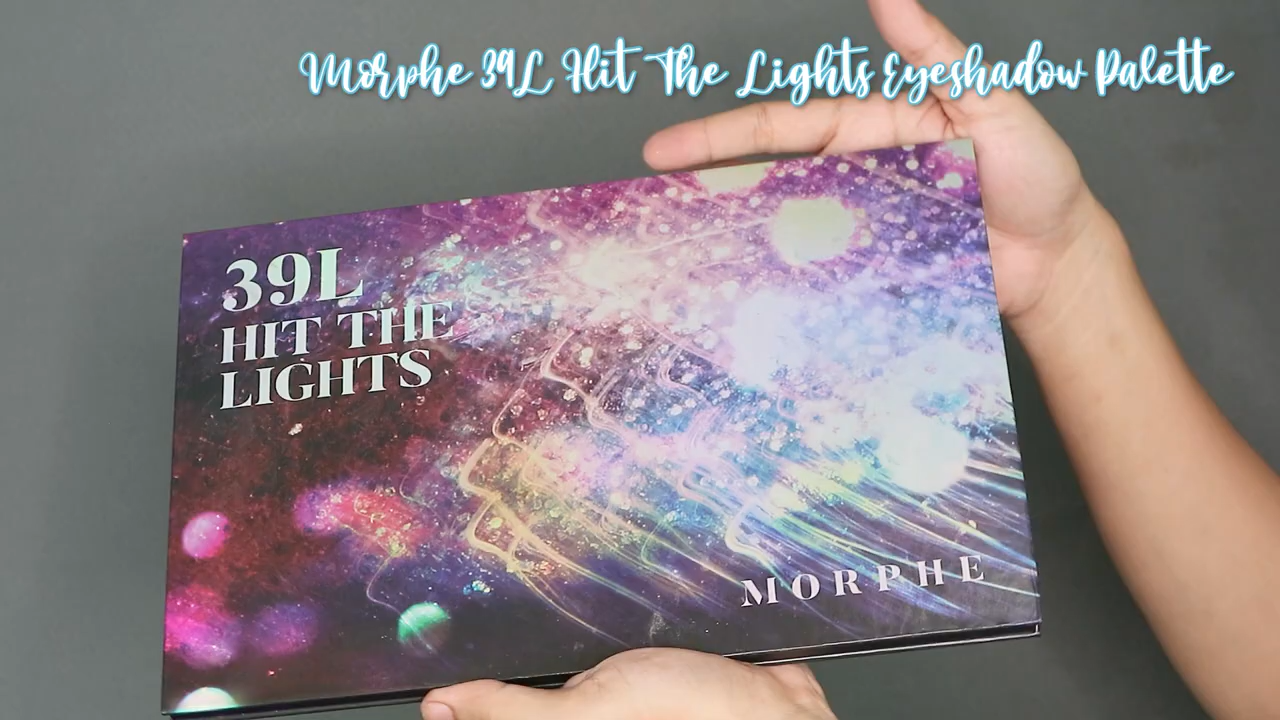 Morphe 39L Hit The Lights Eyeshadow Palette
39L
HIT THE
LIGHTS
MORPHE